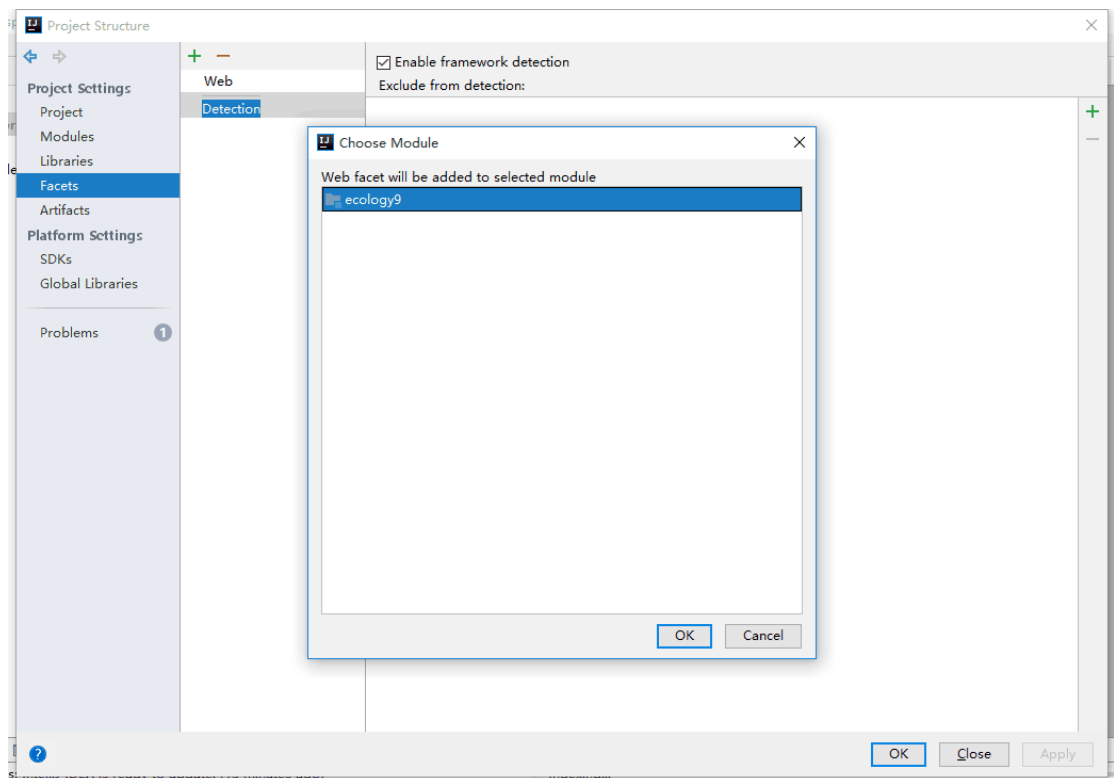 Project Structure
Project Settings
Project
Modules
Libraries
Facets
Artifacts
Platform Settings
SDKs
Global Libraries
Problems 1
Web
Detection
Enable framework detection
Exclude from detection:
Choose Module
Web facet will be added to selected module
ecology9
OK Cancel
? OK Close Apply